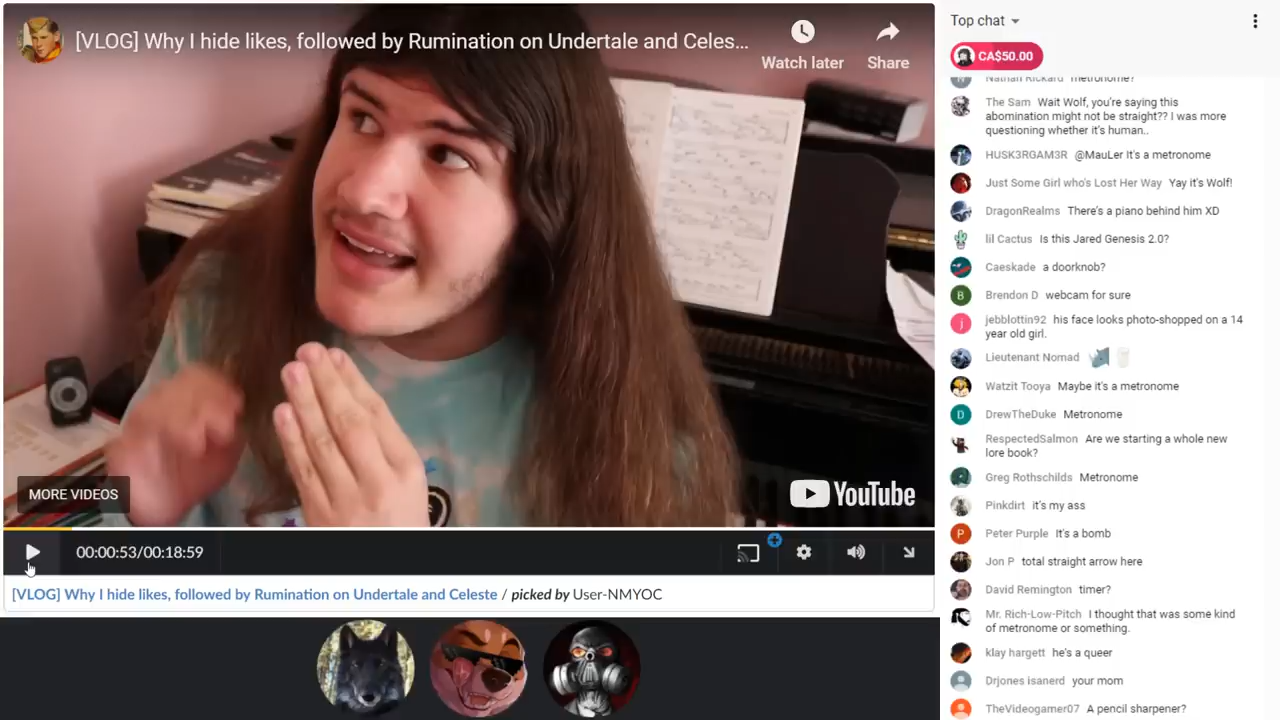 [VLOG] Why I hide likes, followed by Rumination on Undertale and Celes...
Watch later
Share
MORE VIDEOS
YouTube
00:00:53/00:18:59
[VLOG] Why I hide likes, followed by Rumination on Undertale and Celeste / picked by User-NMYOC
Top chat
CA$50.00
Nathan Rickard metronome?
The Sam Wait Wolf, you're saying this
abomination might not be straight?? I was more
questioning whether it's human..
HUSK3RGAM3R @MauLer It's a metronome
Just Some Girl who's Lost Her Way Yay it's Wolf!
DragonRealms There's a piano behind him XD
lil Cactus Is this Jared Genesis 2.0?
Caeskade a doorknob?
B
Brendon D webcam for sure
j
jebblottin92 his face looks photo-shopped on a 14
year old girl.
Lieutenant Nomad
Watzit Tooya Maybe it's a metronome
D
DrewTheDuke Metronome
RespectedSalmon Are we starting a whole new
lore book?
Greg Rothschilds Metronome
Pinkdirt it's my ass
P
Peter Purple It's a bomb
Jon P total straight arrow here
David Remington timer?
Mr. Rich-Low-Pitch I thought that was some kind
of metronome or something.
klay hargett he's a queer
Drjones isanerd your mom
TheVideogamer07 A pencil sharpener?